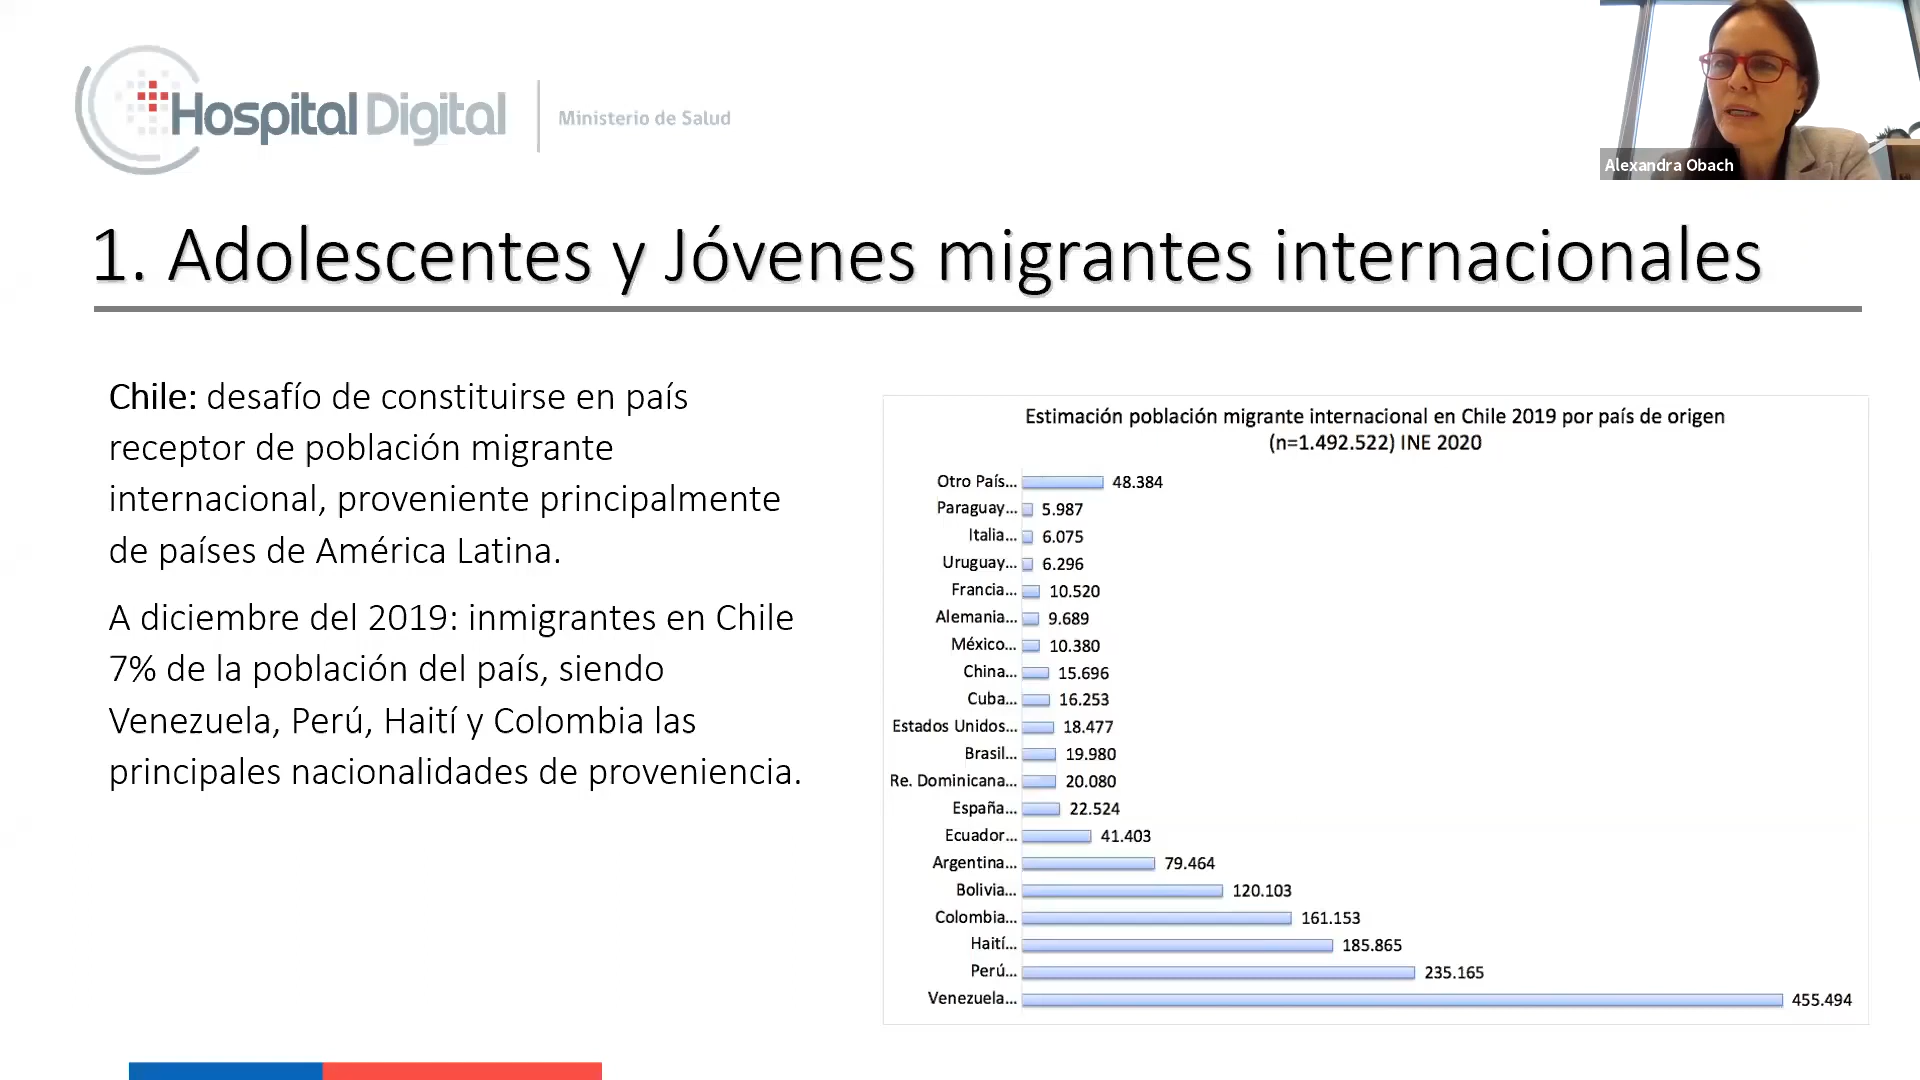 Hospital Digital
Ministerio de Salud
Alexandra Obach
1. Adolescentes y Jóvenes migrantes internacionales
Chile: desafío de constituirse en país
receptor de población migrante
internacional, proveniente principalmente
de países de América Latina.
A diciembre del 2019: inmigrantes en Chile
7% de la población del país, siendo
Venezuela, Perú, Haití y Colombia las
principales nacionalidades de proveniencia.
Estimación población migrante internacional en Chile 2019 por país de origen
(n=1.492.522) INE 2020
Otro País... 48.384
Paraguay... 5.987
Italia... 6.075
Uruguay... 6.296
Francia... 10.520
Alemania... 9.689
México... 10.380
China... 15.696
Cuba... 16.253
Estados Unidos... 18.477
Brasil... 19.980
Re. Dominicana... 20.080
España... 22.524
Ecuador... 41.403
Argentina... 79.464
Bolivia... 120.103
Colombia... 161.153
Haití... 185.865
Perú... 235.165
Venezuela... 455.494